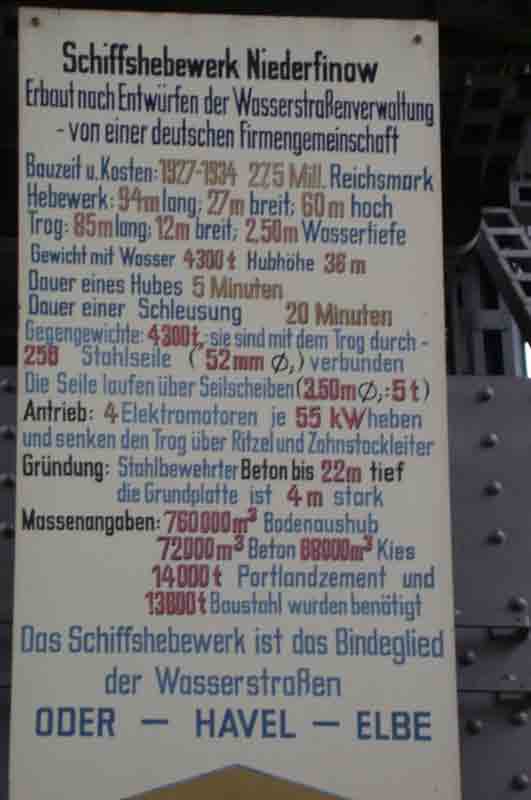 Schiffshebewerk Niederfinow
Erbaut nach Entwürfen der Wasserstraßenverwaltung
- von einer deutschen Firmengemeinschaft
Bauzeit u. Kosten: 1927-1934 27,5 Mill. Reichsmark
Hebewerk: 94m lang; 27m breit; 60m hoch
Trog: 85m lang; 12m breit; 2,50m Wassertiefe
Gewicht mit Wasser 4300t Hubhöhe 36m
Dauer eines Hubes 5 Minuten
Dauer einer Schleusung 20 Minuten
Gegengewichte: 4300t, - sie sind mit dem Trog durch -
256 Stahlseile ( 52mm Ø,) verbunden
Die Seile laufen über Seilscheiben (3,50m Ø,: 5t)
Antrieb: 4 Elektromotoren je 55 kW heben
und senken den Trog über Ritzel und Zahnstockleiter
Gründung: Stahlbewehrter Beton bis 22m tief
die Grundplatte ist 4m stark
Massenangaben: 760000m³ Bodenaushub
72000m³ Beton 88000m³ Kies
14000t Portlandzement und
13800t Baustahl wurden benötigt
Das Schiffshebewerk ist das Bindeglied
der Wasserstraßen
ODER — HAVEL — ELBE